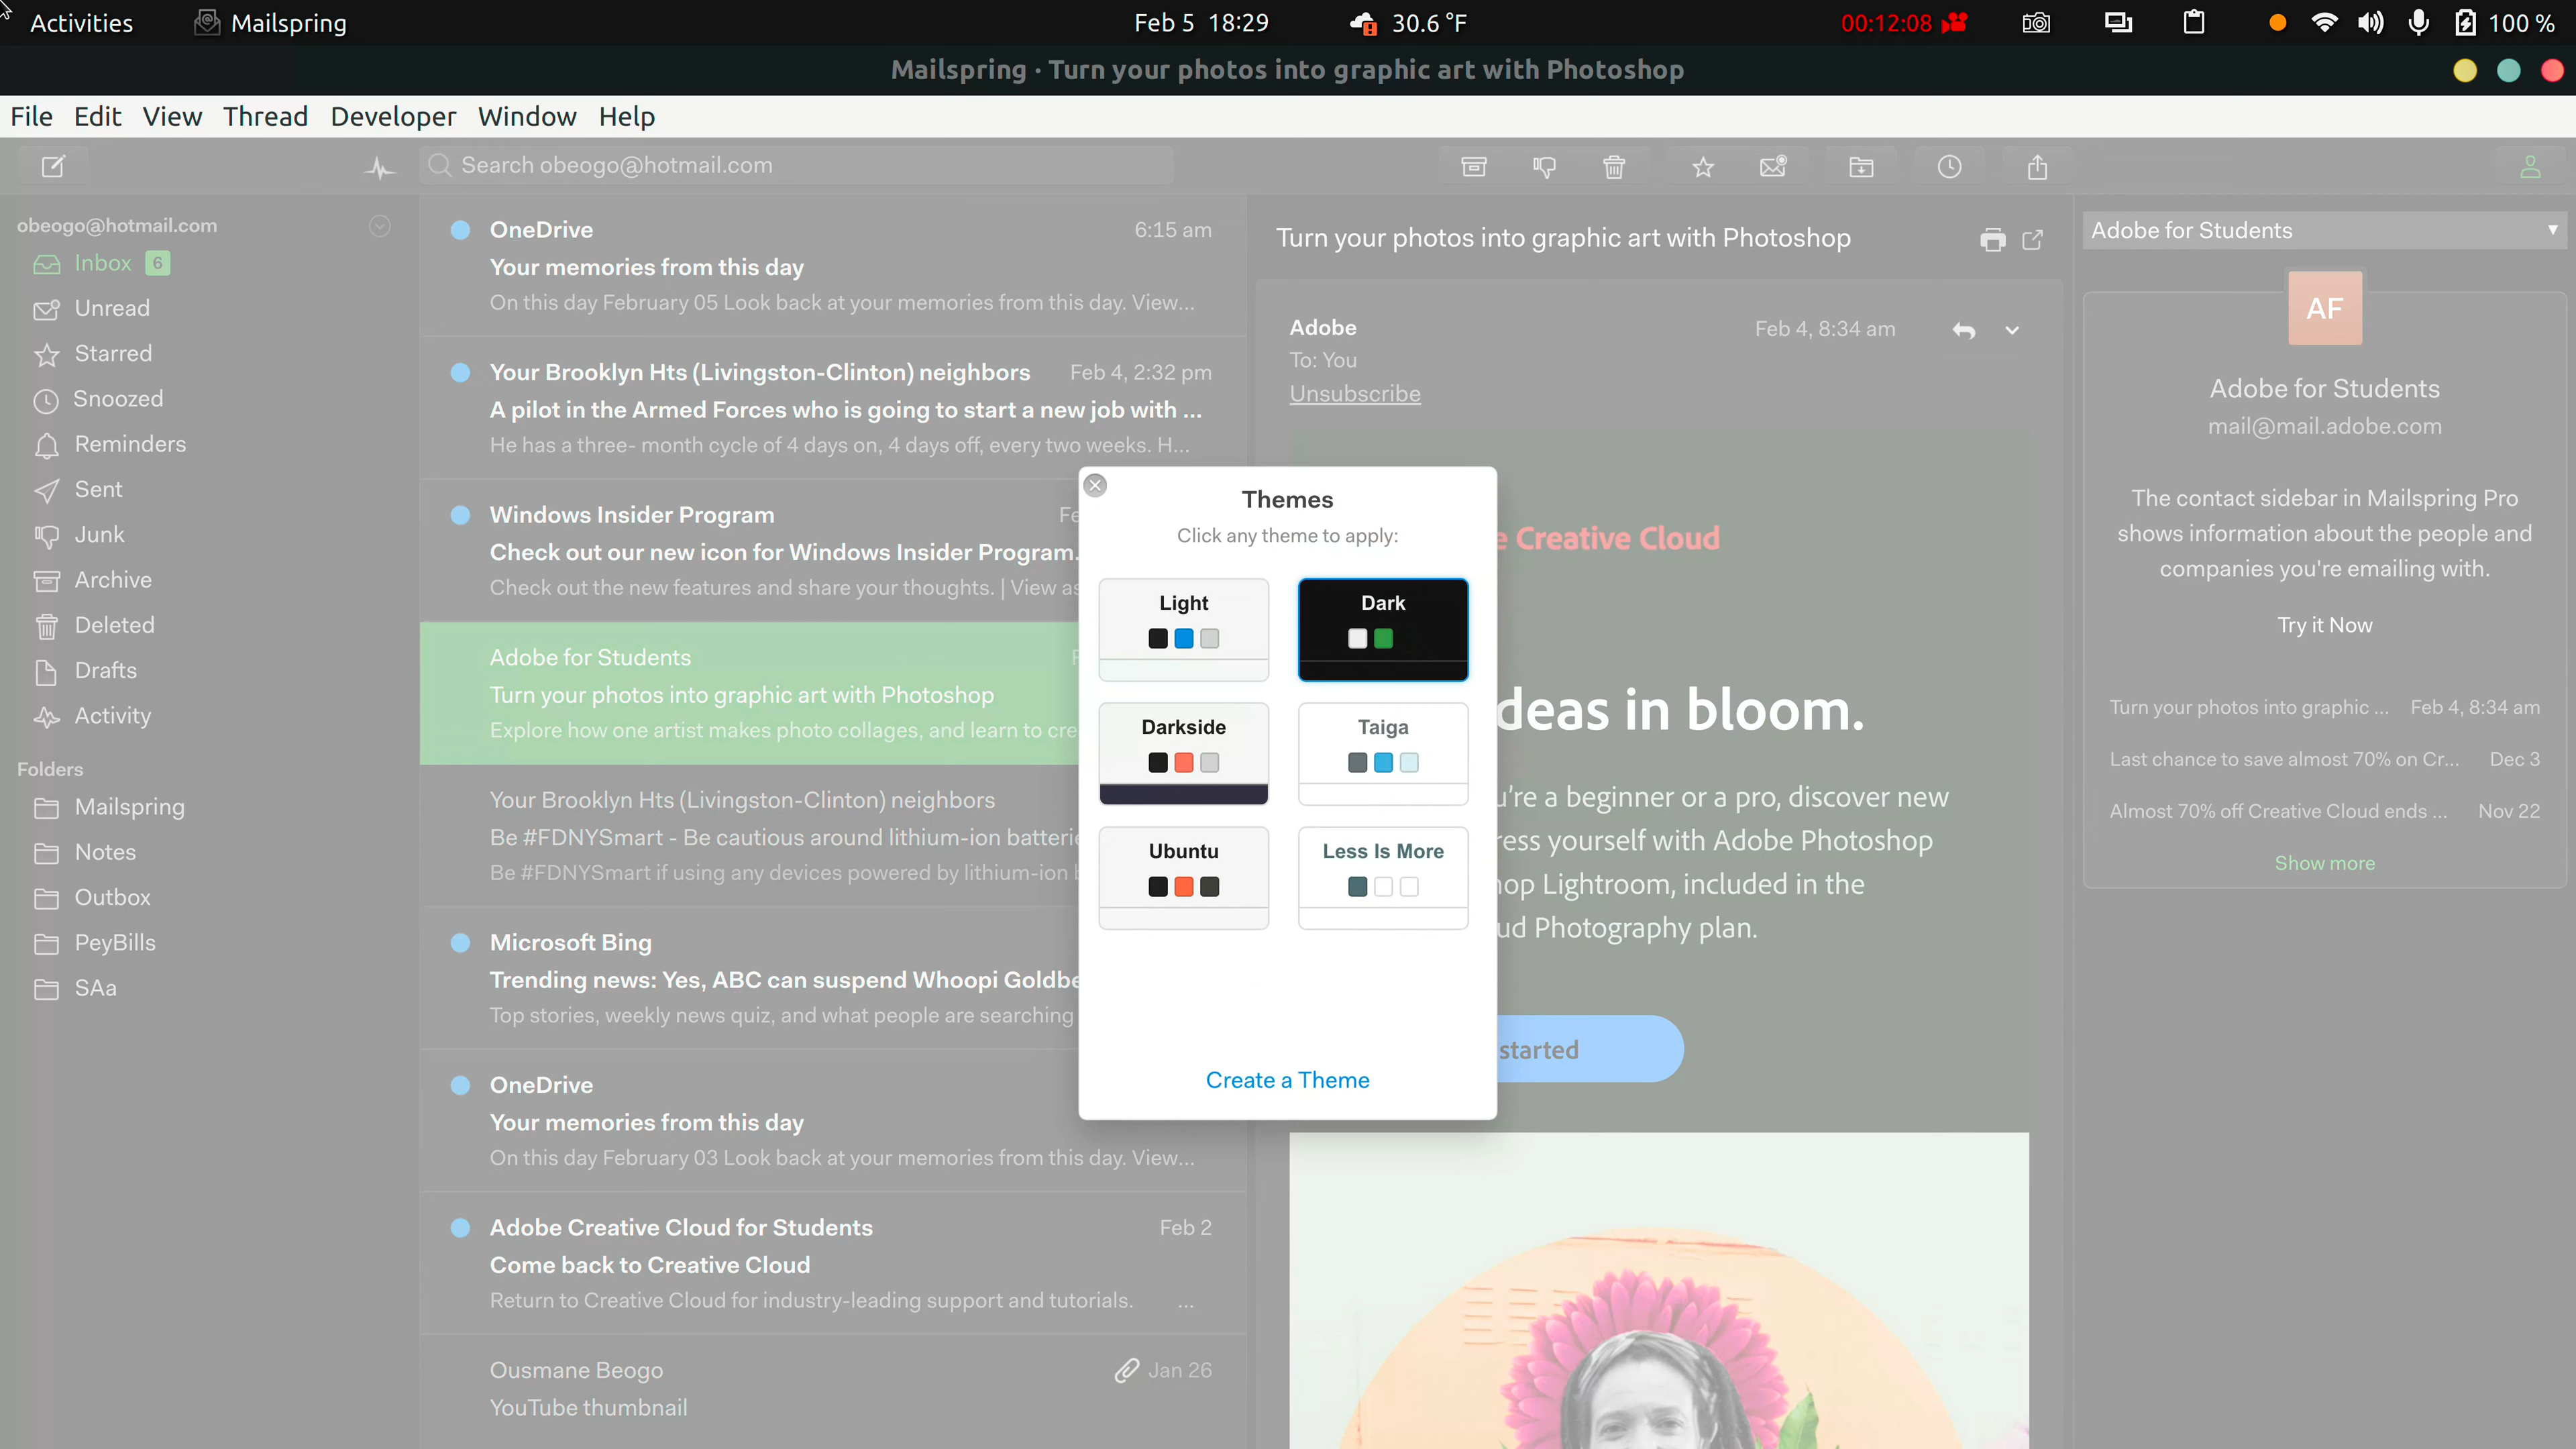 Activities
Mailspring
Feb 5 18:29
30.6 °F
00:12:08
100 %
Mailspring · Turn your photos into graphic art with Photoshop
File Edit View Thread Developer Window Help
Search obeogo@hotmail.com
obeogo@hotmail.com
Inbox 6
Unread
Starred
Snoozed
Reminders
Sent
Junk
Archive
Deleted
Drafts
Activity
Folders
Mailspring
Notes
Outbox
PeyBills
SAa
OneDrive 6:15 am
Your memories from this day
On this day February 05 Look back at your memories from this day. View...
Your Brooklyn Hts (Livingston-Clinton) neighbors Feb 4, 2:32 pm
A pilot in the Armed Forces who is going to start a new job with ...
He has a three- month cycle of 4 days on, 4 days off, every two weeks. H...
Windows Insider Program
Check out our new icon for Windows Insider Program.
Check out the new features and share your thoughts. | View as
Adobe for Students
Turn your photos into graphic art with Photoshop
Explore how one artist makes photo collages, and learn to cre
Your Brooklyn Hts (Livingston-Clinton) neighbors
Be #FDNYSmart - Be cautious around lithium-ion batterie
Be #FDNYSmart if using any devices powered by lithium-ion b
Microsoft Bing
Trending news: Yes, ABC can suspend Whoopi Goldbe
Top stories, weekly news quiz, and what people are searching
OneDrive
Your memories from this day
On this day February 03 Look back at your memories from this day. View...
Adobe Creative Cloud for Students Feb 2
Come back to Creative Cloud
Return to Creative Cloud for industry-leading support and tutorials. ...
Ousmane Beogo Jan 26
YouTube thumbnail
Turn your photos into graphic art with Photoshop
Adobe Feb 4, 8:34 am
To: You
Unsubscribe
e Creative Cloud
deas in bloom.
u're a beginner or a pro, discover new
ress yourself with Adobe Photoshop
op Lightroom, included in the
ud Photography plan.
started
Themes
Click any theme to apply:
Light
Dark
Darkside
Taiga
Ubuntu
Less Is More
Create a Theme
Adobe for Students
AF
Adobe for Students
mail@mail.adobe.com
The contact sidebar in Mailspring Pro
shows information about the people and
companies you're emailing with.
Try it Now
Turn your photos into graphic ... Feb 4, 8:34 am
Last chance to save almost 70% on Cr... Dec 3
Almost 70% off Creative Cloud ends ... Nov 22
Show more